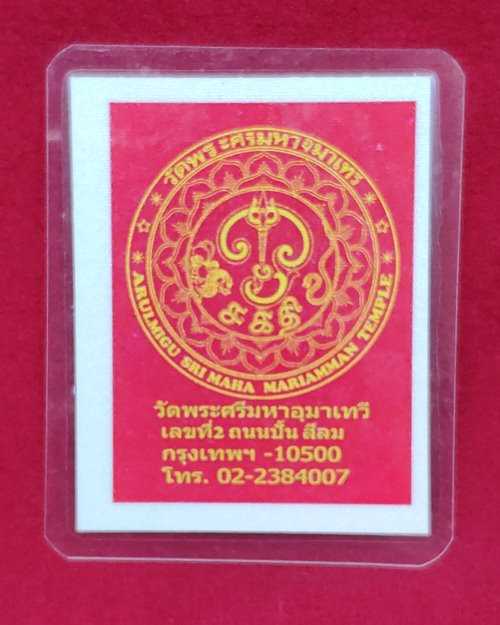 วัดพระศรีมหาอุมาเทวี
ARULMIGU SRI MAHA MARIAMMAN TEMPLE
วัดพระศรีมหาอุมาเทวี
เลขที่2 ถนนปั้น สีลม
กรุงเทพฯ -10500
โทร. 02-2384007